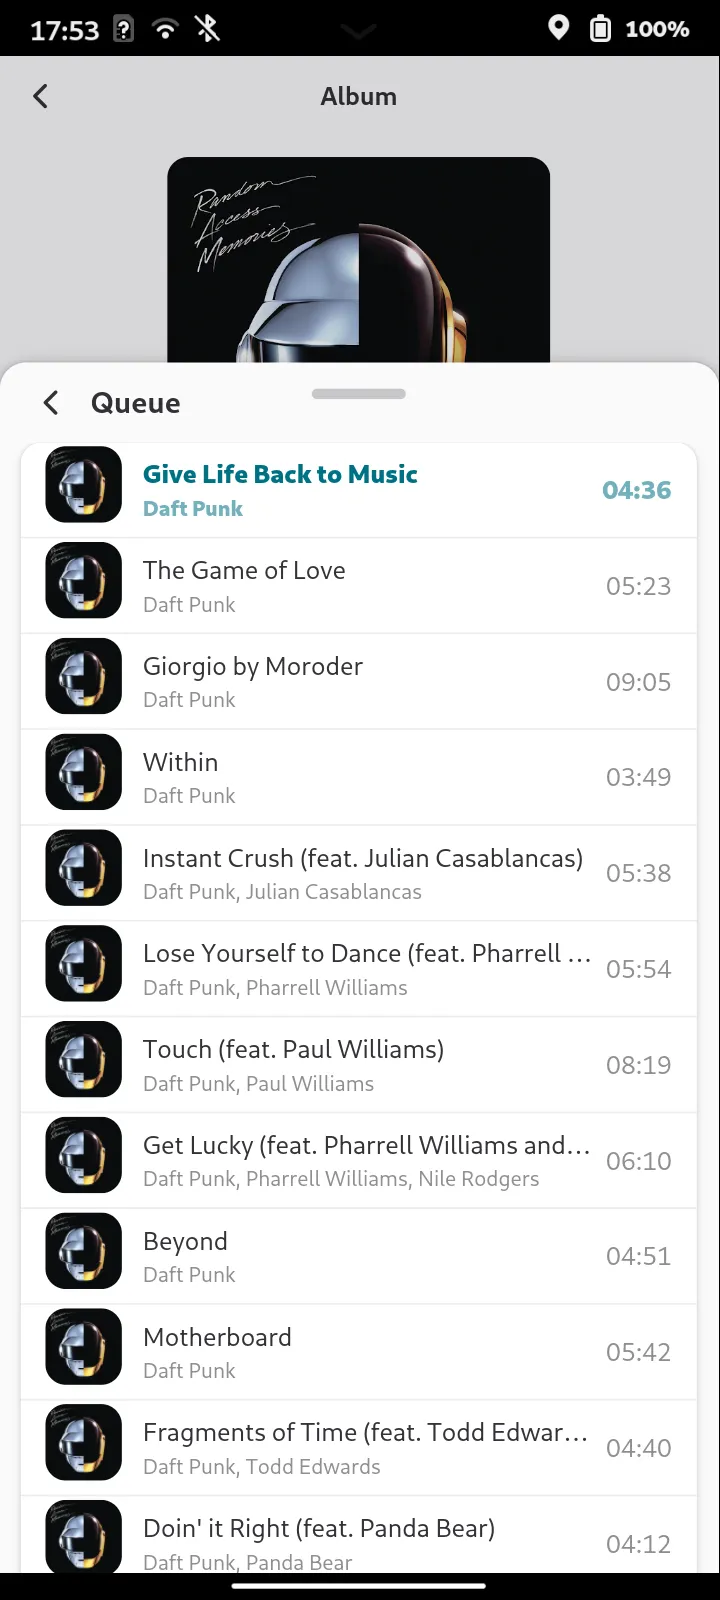 17:53
100%
Album
Random
Access
Memories
Queue
Give Life Back to Music
Daft Punk
04:36
The Game of Love
Daft Punk
05:23
Giorgio by Moroder
Daft Punk
09:05
Within
Daft Punk
03:49
Instant Crush (feat. Julian Casablancas)
Daft Punk, Julian Casablancas
05:38
Lose Yourself to Dance (feat. Pharrell ...
Daft Punk, Pharrell Williams
05:54
Touch (feat. Paul Williams)
Daft Punk, Paul Williams
08:19
Get Lucky (feat. Pharrell Williams and...
Daft Punk, Pharrell Williams, Nile Rodgers
06:10
Beyond
Daft Punk
04:51
Motherboard
Daft Punk
05:42
Fragments of Time (feat. Todd Edwar...
Daft Punk, Todd Edwards
04:40
Doin' it Right (feat. Panda Bear)
Daft Punk, Panda Bear
04:12